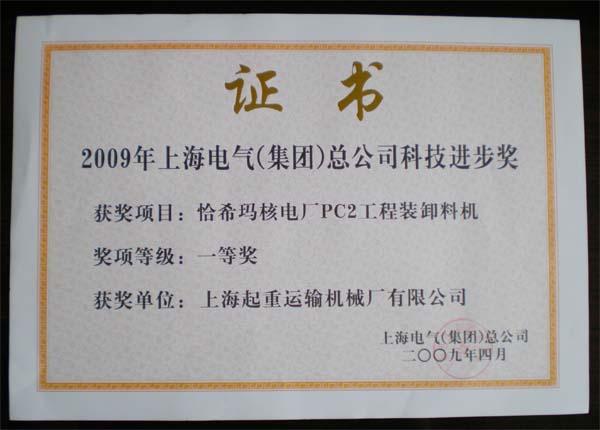 证书
2009年上海电气(集团)总公司科技进步奖
获奖项目：恰希玛核电厂PC2工程装卸料机
奖项等级：一等奖
获奖单位：上海起重运输机械厂有限公司
上海电气(集团)总公司
二〇〇九年四月